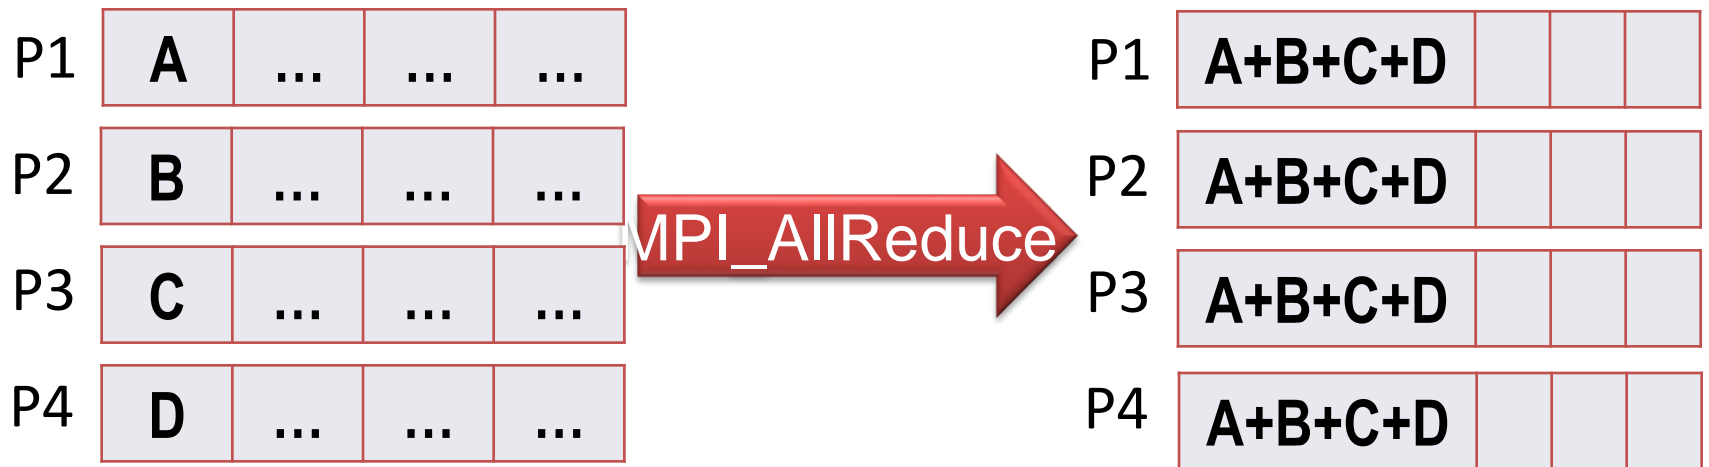 P1 A ... ... ... P1 A+B+C+D
P2 B ... ... ... P2 A+B+C+D
MPI_AllReduce
P3 C ... ... ... P3 A+B+C+D
P4 D ... ... ... P4 A+B+C+D